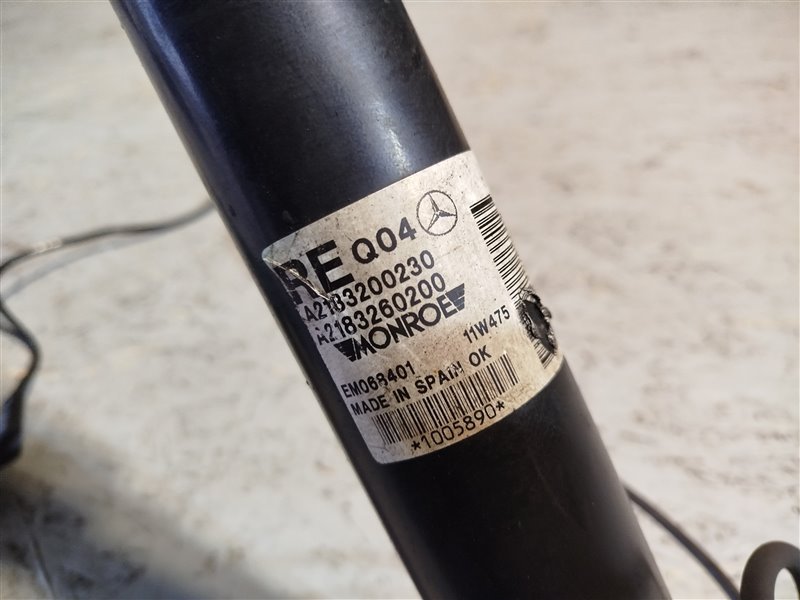 RE Q04
A2183200230
A2183260200
MONROE
EM068401 11W475
MADE IN SPAIN OK
*1005890*